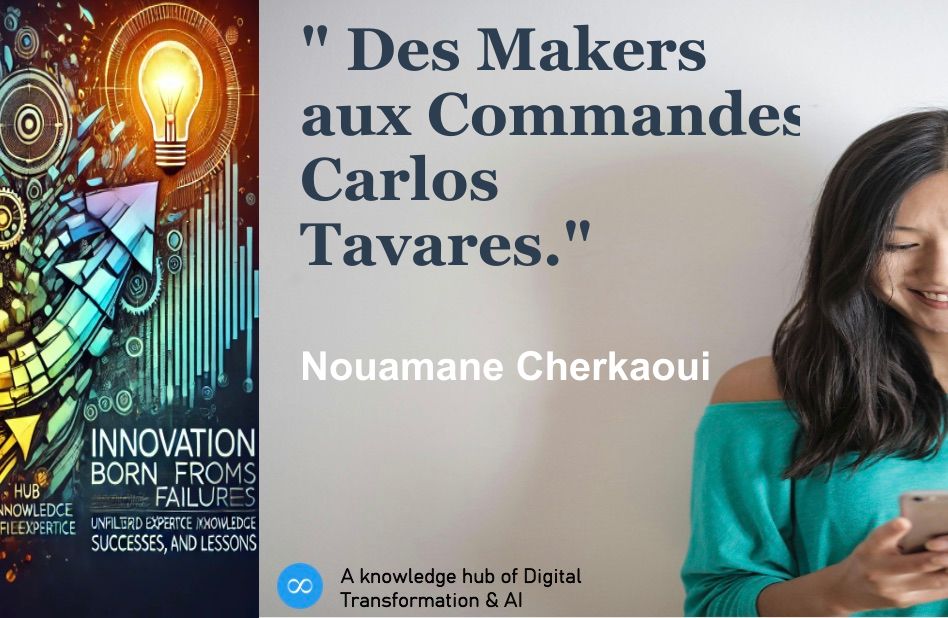 " Des Makers
aux Commandes
Carlos
Tavares."
Nouamane Cherkaoui
A knowledge hub of Digital
Transformation & AI
INNOVATION
BORN FROMS
FAILURES
SUCCESSES, AND LESSONS
HUB